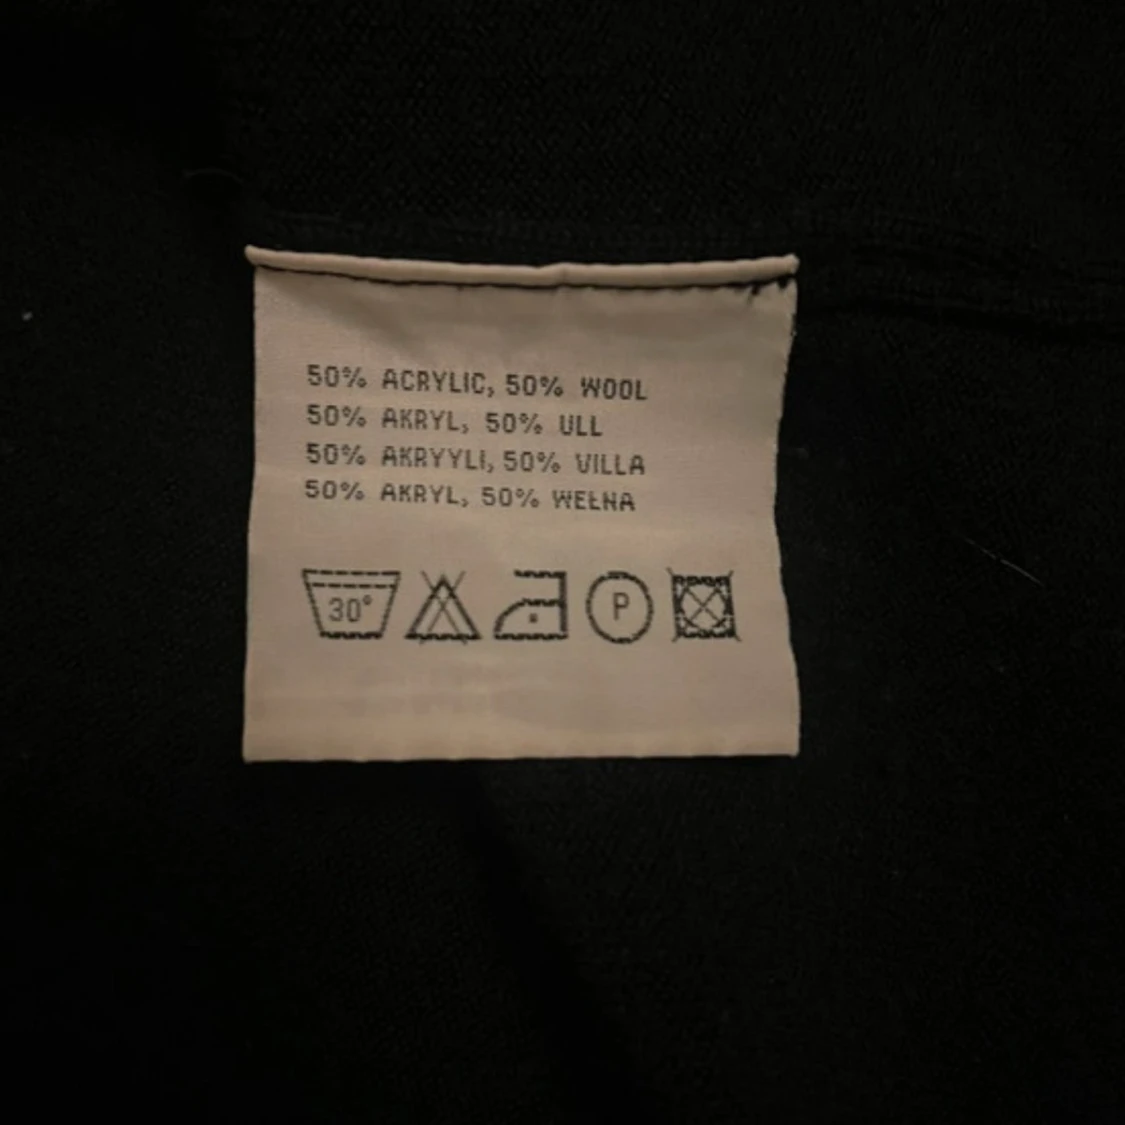 50% ACRYLIC, 50% WOOL
50% AKRYL, 50% ULL
50% AKRYYLI, 50% VILLA
50% AKRYL, 50% WEŁNA
30° P